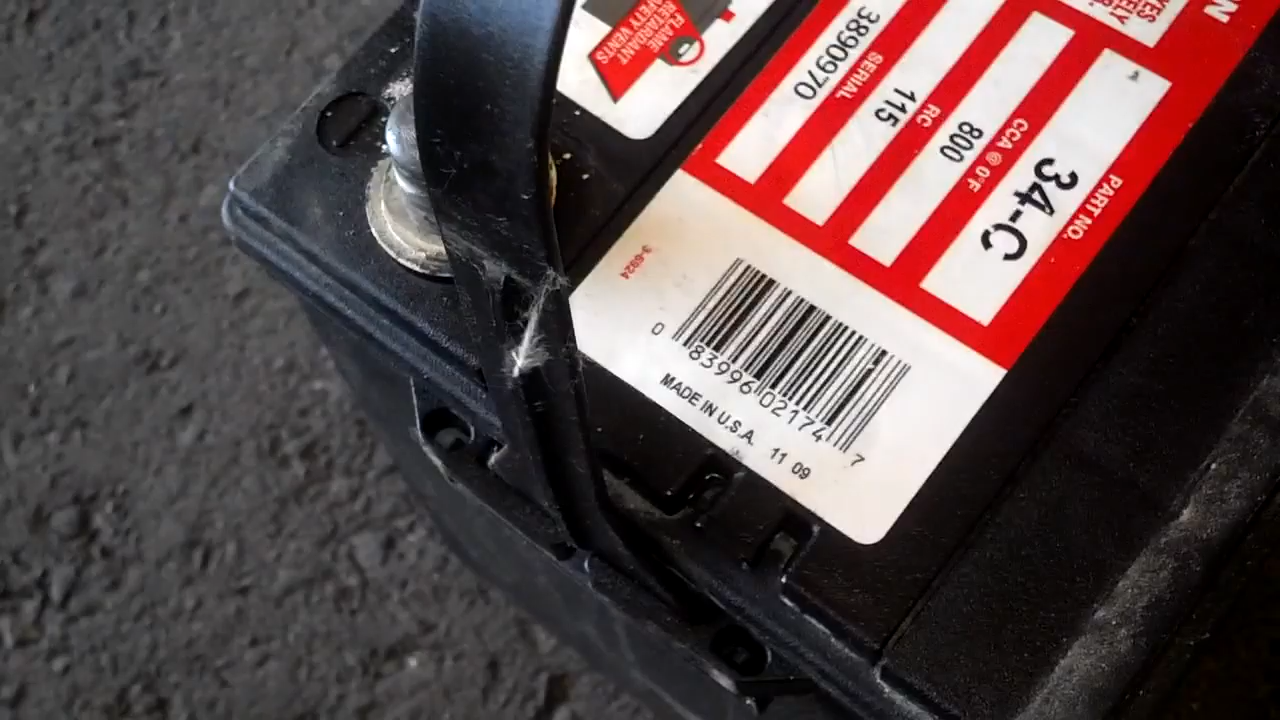 FLAME
RETARDANT
SAFETY VENTS
PART NO.
34-C
CCA @ 0°F
800
RC
115
SERIAL
3890970
3-6924
0 83996 02174 7
MADE IN U.S.A. 11 09